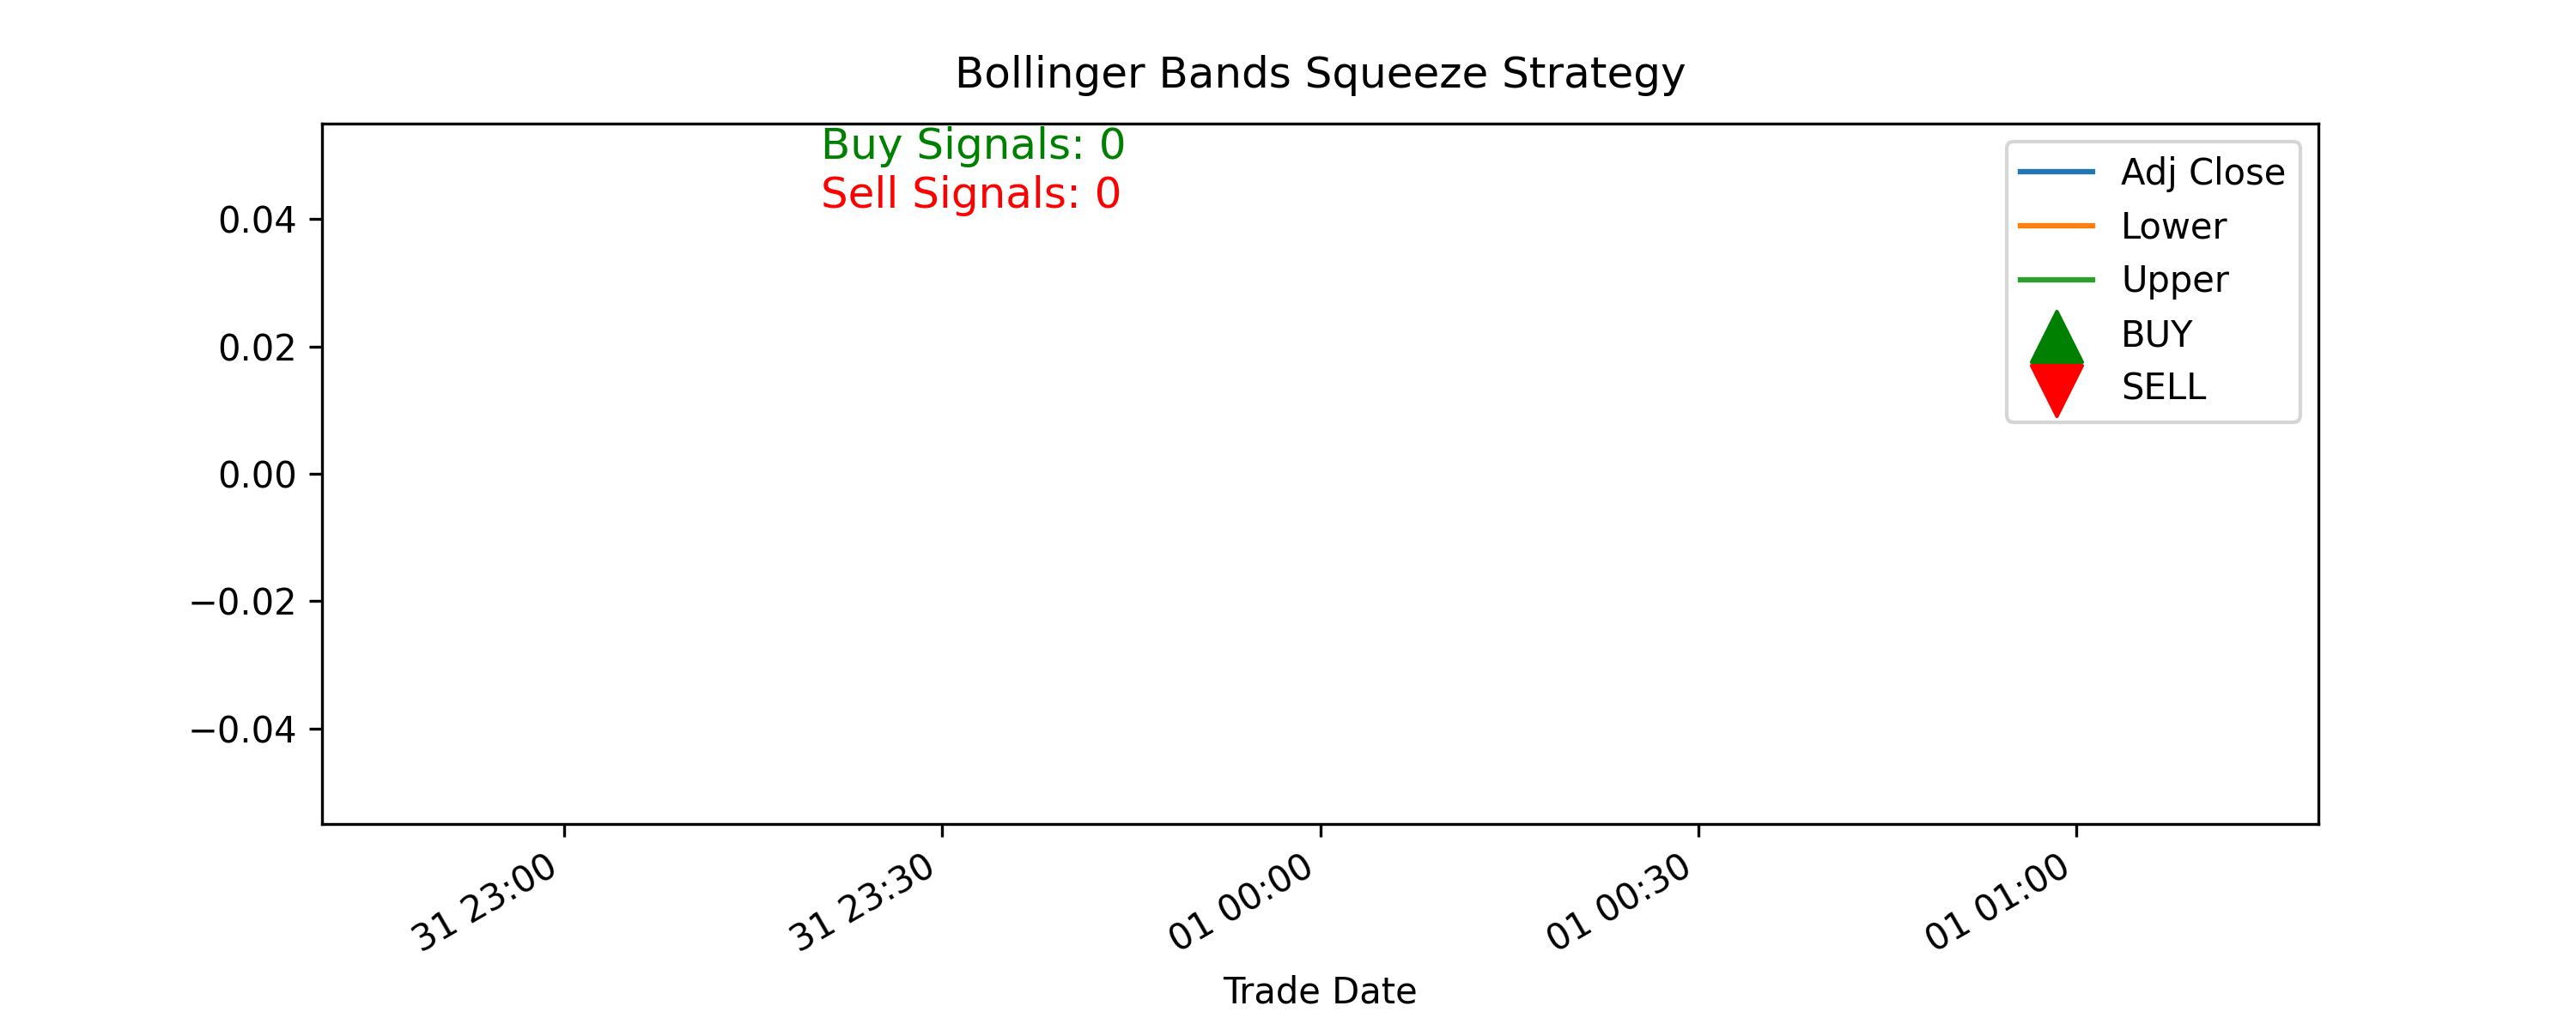 Bollinger Bands Squeeze Strategy
Buy Signals: 0
Sell Signals: 0
Adj Close
Lower
Upper
BUY
SELL
0.04
0.02
0.00
−0.02
−0.04
31 23:00
31 23:30
01 00:00
01 00:30
01 01:00
Trade Date